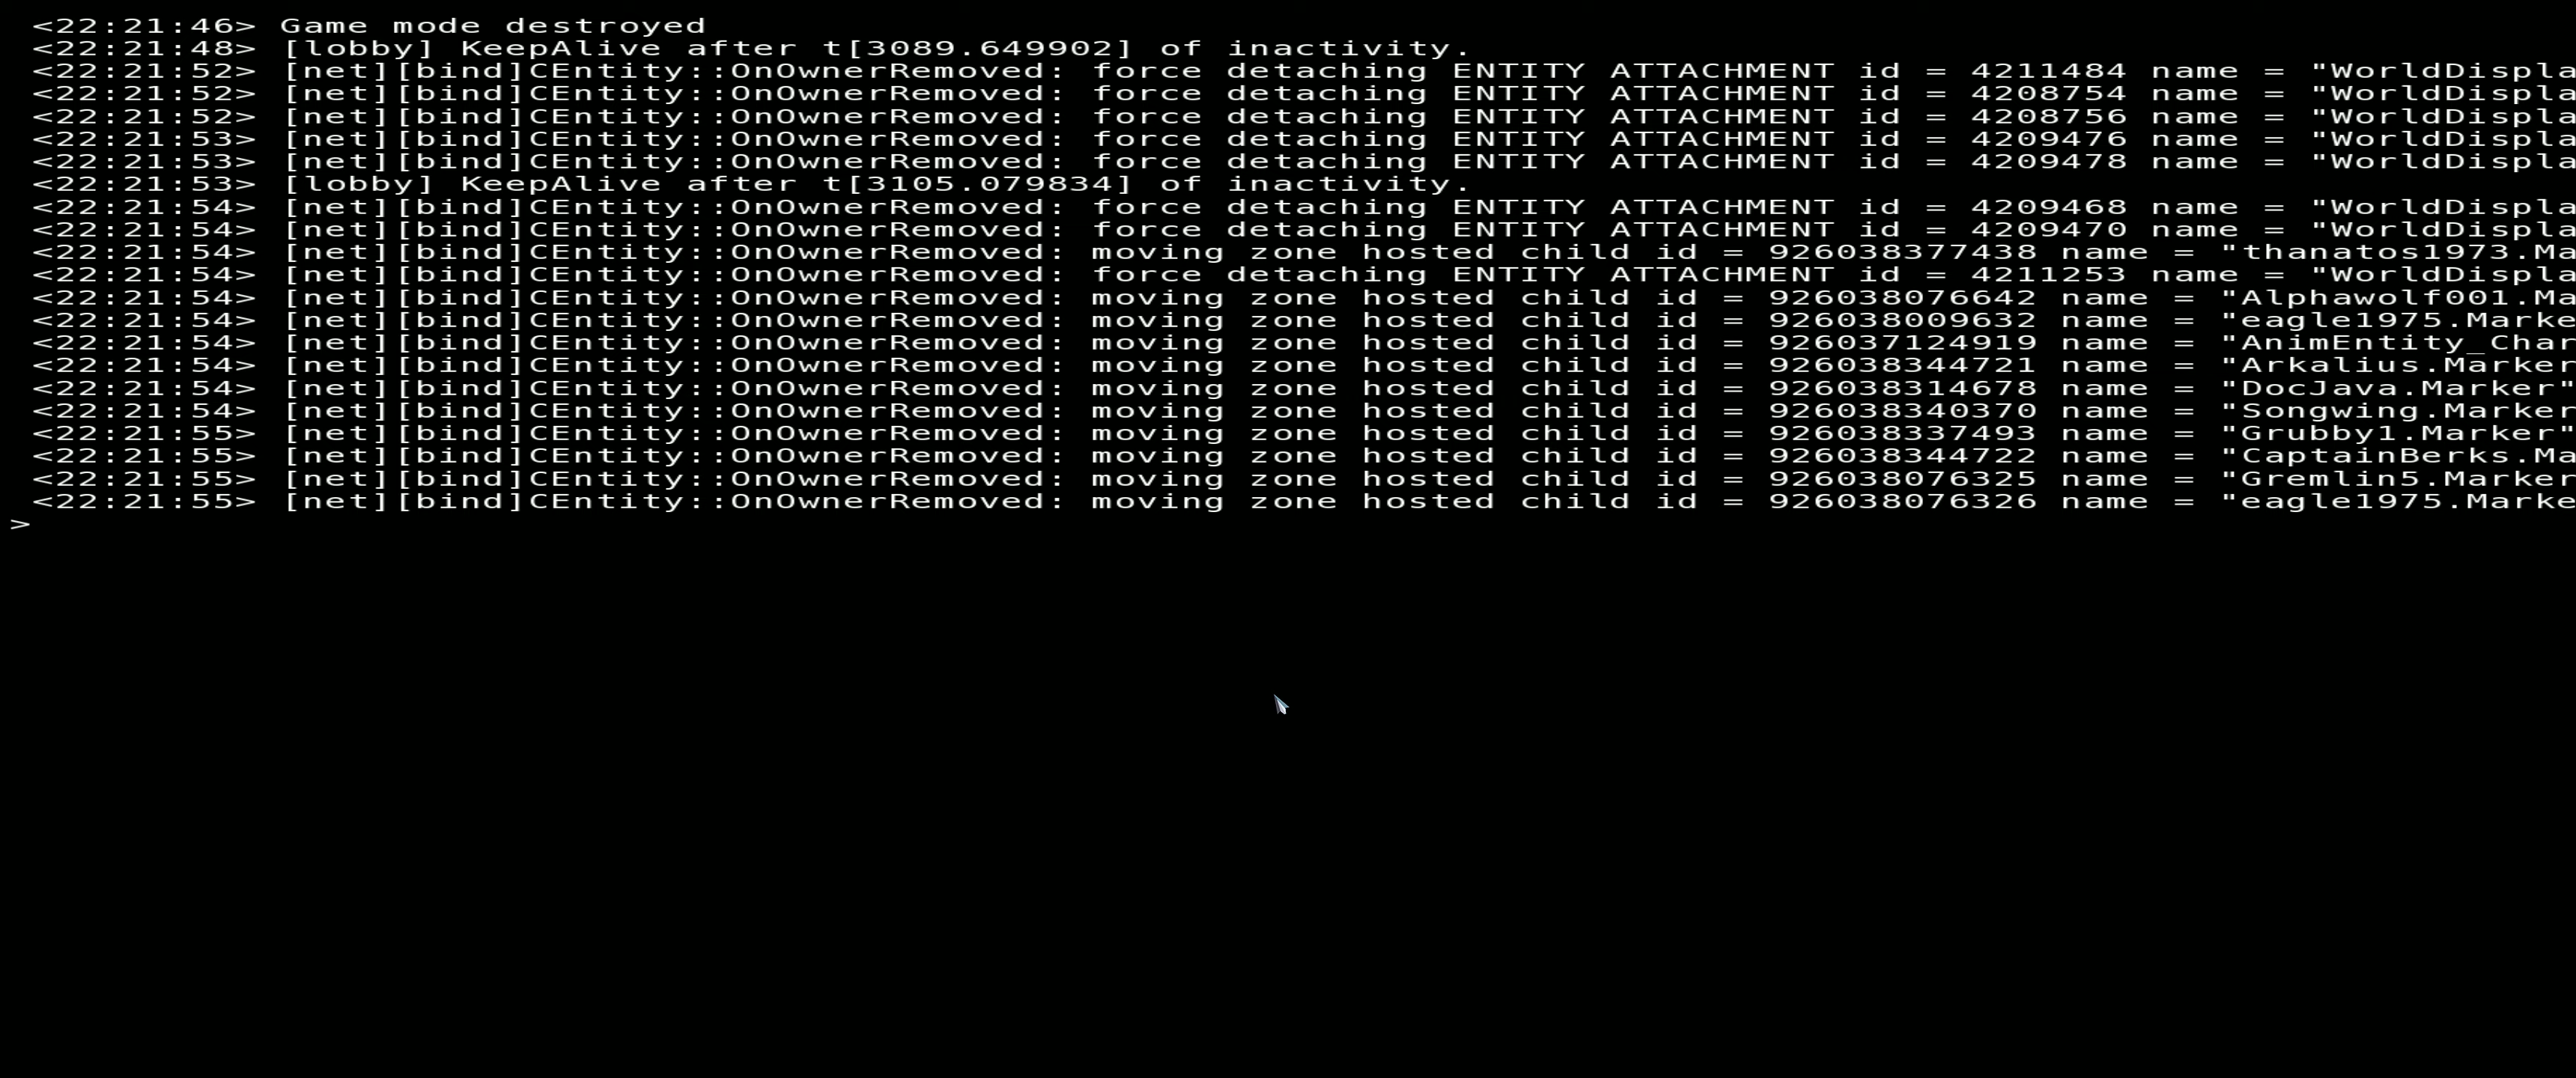 <22:21:46> Game mode destroyed
<22:21:48> [lobby] KeepAlive after t[3089.649902] of inactivity.
<22:21:52> [net][bind]CEntity::OnOwnerRemoved: force detaching ENTITY ATTACHMENT id = 4211484 name = "WorldDispla
<22:21:52> [net][bind]CEntity::OnOwnerRemoved: force detaching ENTITY ATTACHMENT id = 4208754 name = "WorldDispla
<22:21:52> [net][bind]CEntity::OnOwnerRemoved: force detaching ENTITY ATTACHMENT id = 4208756 name = "WorldDispla
<22:21:53> [net][bind]CEntity::OnOwnerRemoved: force detaching ENTITY ATTACHMENT id = 4209476 name = "WorldDispla
<22:21:53> [net][bind]CEntity::OnOwnerRemoved: force detaching ENTITY ATTACHMENT id = 4209478 name = "WorldDispla
<22:21:53> [lobby] KeepAlive after t[3105.079834] of inactivity.
<22:21:54> [net][bind]CEntity::OnOwnerRemoved: force detaching ENTITY ATTACHMENT id = 4209468 name = "WorldDispla
<22:21:54> [net][bind]CEntity::OnOwnerRemoved: force detaching ENTITY ATTACHMENT id = 4209470 name = "WorldDispla
<22:21:54> [net][bind]CEntity::OnOwnerRemoved: moving zone hosted child id = 926038377438 name = "thanatos1973.Ma
<22:21:54> [net][bind]CEntity::OnOwnerRemoved: force detaching ENTITY ATTACHMENT id = 4211253 name = "WorldDispla
<22:21:54> [net][bind]CEntity::OnOwnerRemoved: moving zone hosted child id = 926038076642 name = "Alphawolf001.Ma
<22:21:54> [net][bind]CEntity::OnOwnerRemoved: moving zone hosted child id = 926038009632 name = "eagle1975.Marke
<22:21:54> [net][bind]CEntity::OnOwnerRemoved: moving zone hosted child id = 926037124919 name = "AnimEntity_Char
<22:21:54> [net][bind]CEntity::OnOwnerRemoved: moving zone hosted child id = 926038344721 name = "Arkalius.Marker
<22:21:54> [net][bind]CEntity::OnOwnerRemoved: moving zone hosted child id = 926038314678 name = "DocJava.Marker"
<22:21:54> [net][bind]CEntity::OnOwnerRemoved: moving zone hosted child id = 926038340370 name = "Songwing.Marker
<22:21:55> [net][bind]CEntity::OnOwnerRemoved: moving zone hosted child id = 926038337493 name = "Grubby1.Marker"
<22:21:55> [net][bind]CEntity::OnOwnerRemoved: moving zone hosted child id = 926038344722 name = "CaptainBerks.Ma
<22:21:55> [net][bind]CEntity::OnOwnerRemoved: moving zone hosted child id = 926038076325 name = "Gremlin5.Marker
<22:21:55> [net][bind]CEntity::OnOwnerRemoved: moving zone hosted child id = 926038076326 name = "eagle1975.Marke
>